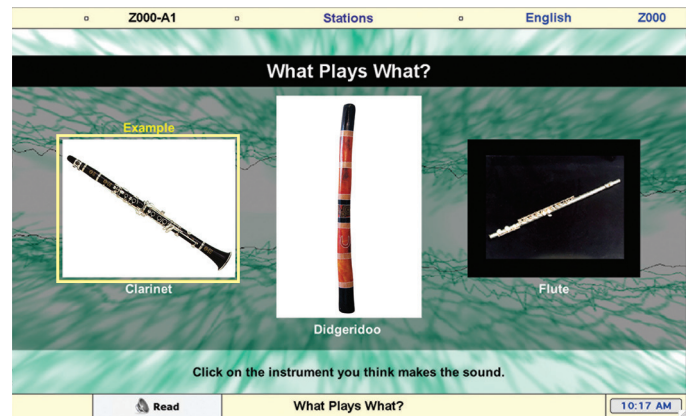 Z000-A1 Stations English Z000
What Plays What?
Example
Clarinet
Didgeridoo
Flute
Click on the instrument you think makes the sound.
Read What Plays What? 10:17 AM